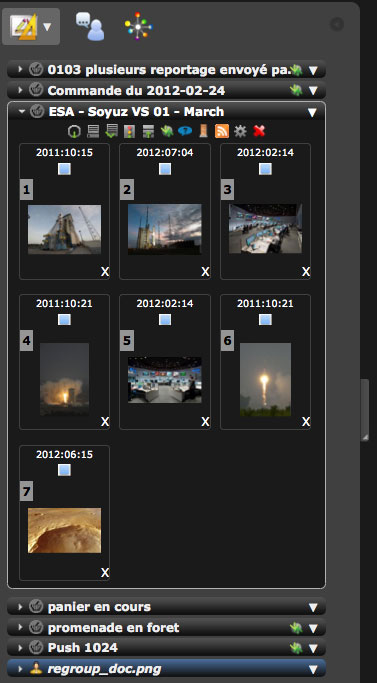 0103 plusieurs reportage envoyé pa...
Commande du 2012-02-24
ESA - Soyuz VS 01 - March
2011:10:15
2012:07:04
2012:02:14
1
2
3
X
X
X
2011:10:21
2012:02:14
2011:10:21
4
5
6
X
X
X
2012:06:15
7
X
panier en cours
promenade en foret
Push 1024
regroup_doc.png